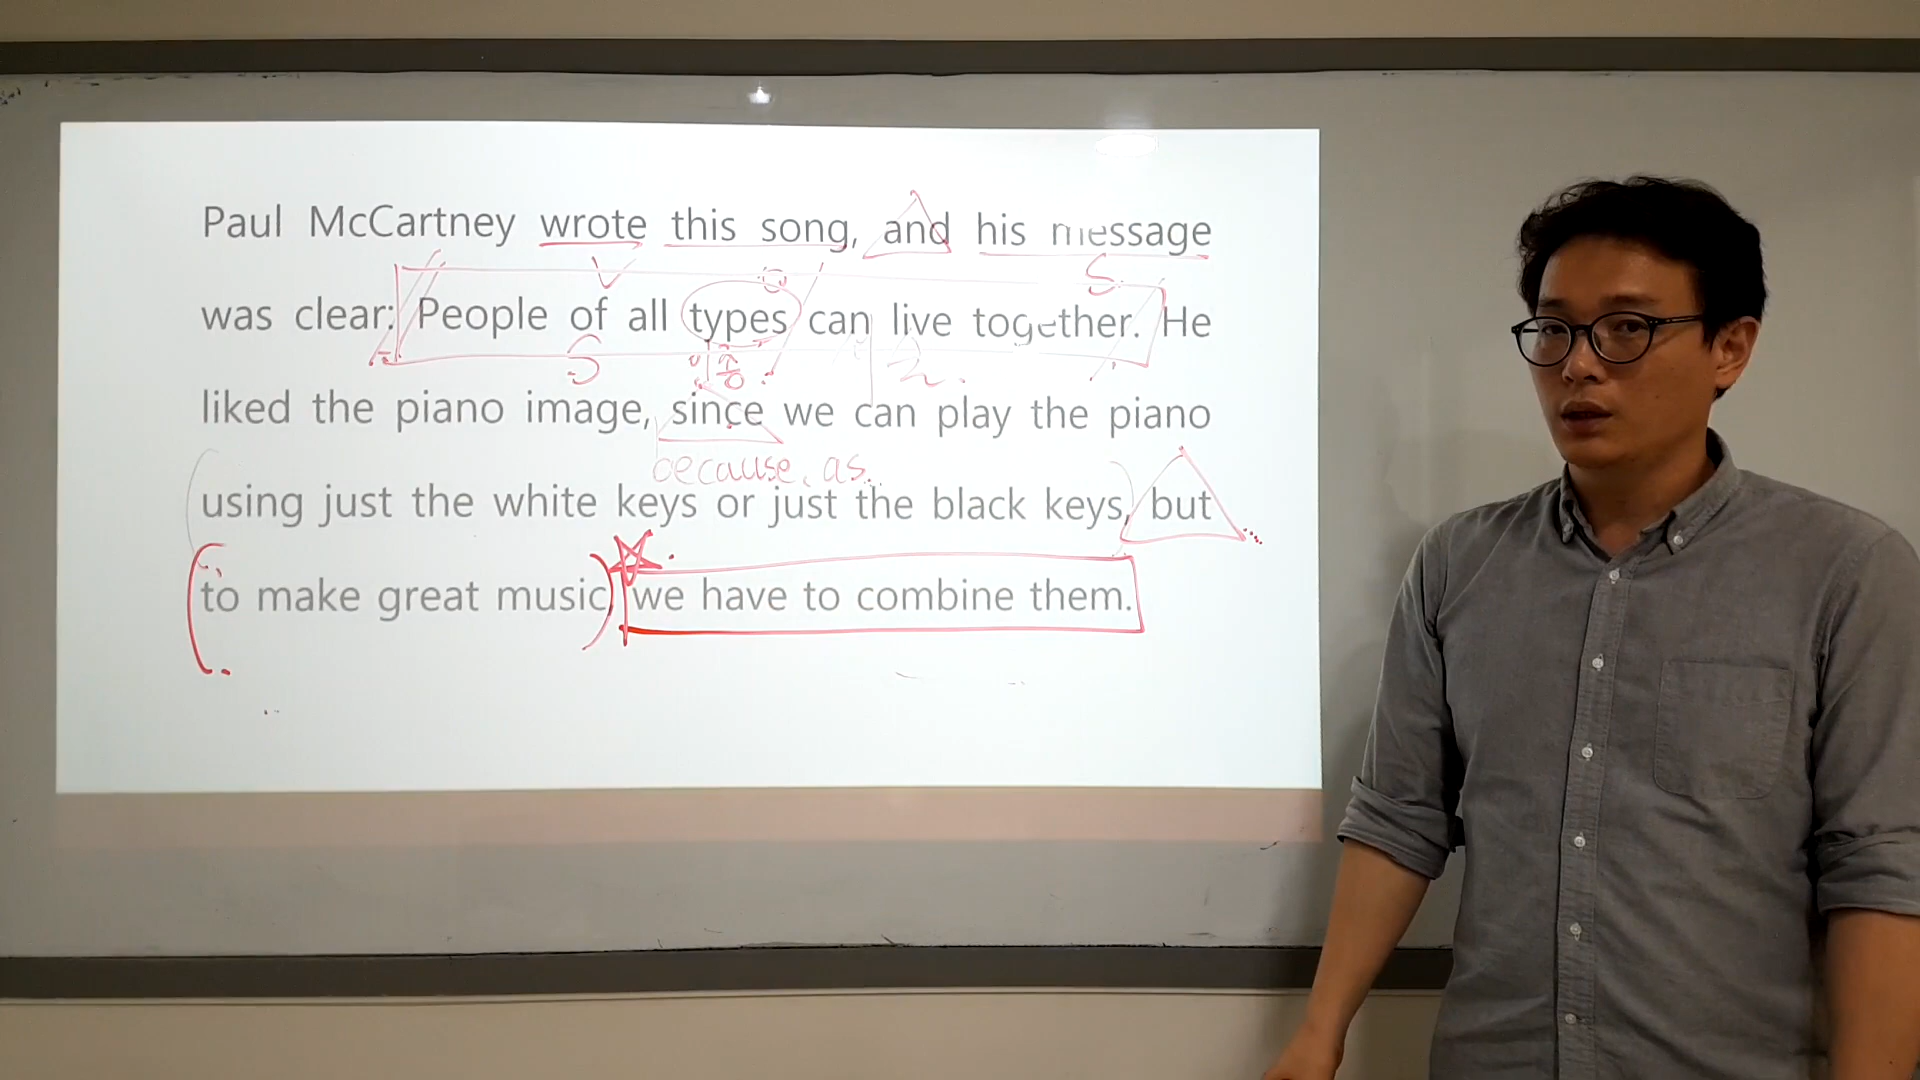 Paul McCartney wrote this song, and his message
was clear: People of all types can live together. He
liked the piano image, since we can play the piano
because, as
using just the white keys or just the black keys, but
to make great music, we have to combine them.